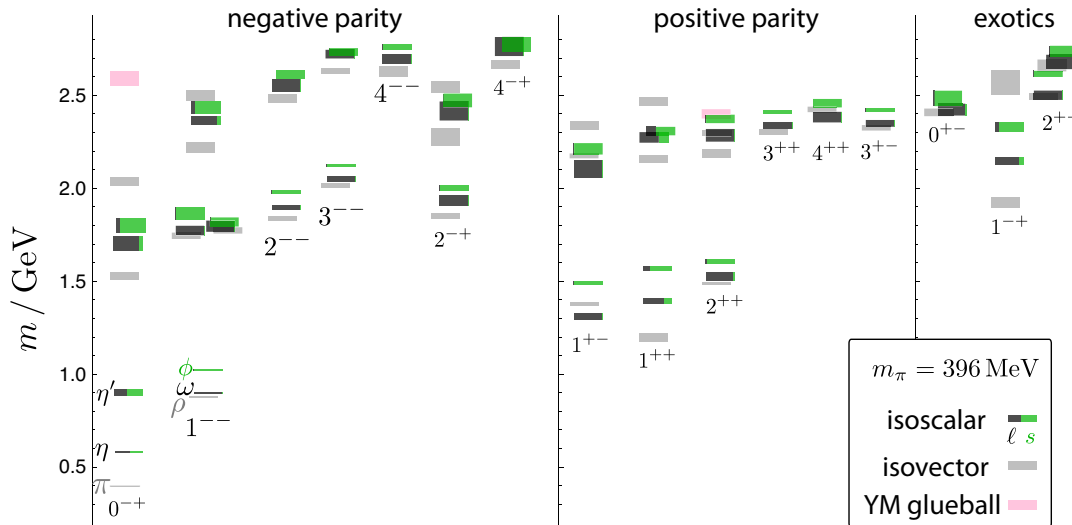 negative parity
positive parity
exotics
m / GeV
2.5
2.0
1.5
1.0
0.5
η′
η
π
0⁻⁺
ϕ
ω
ρ
1⁻⁻
2⁻⁻
3⁻⁻
4⁻⁻
2⁻⁺
4⁻⁺
1⁺⁻
1⁺⁺
2⁺⁺
3⁺⁺
4⁺⁺
3⁺⁻
0⁺⁻
1⁻⁺
2⁺⁻
m_π = 396 MeV
isoscalar
ℓ s
isovector
YM glueball